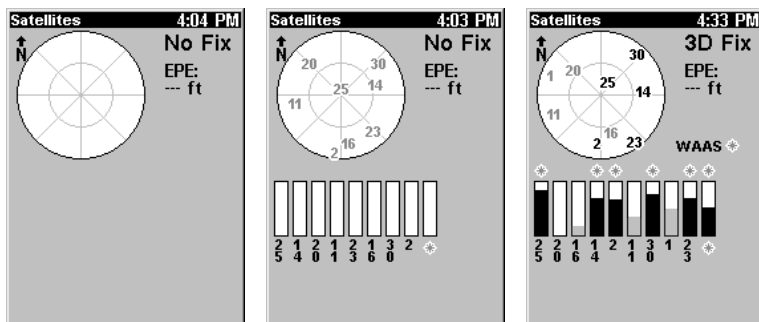 Satellites 4:04 PM
N
No Fix
EPE:
--- ft
Satellites 4:03 PM
N
No Fix
EPE:
--- ft
20
30
25
14
11
23
16
2
25 14 20 11 23 16 30 2
Satellites 4:33 PM
N
3D Fix
EPE:
--- ft
30
1
20
25
14
11
16
2
23
WAAS
25 20 16 14 2 11 30 1 23